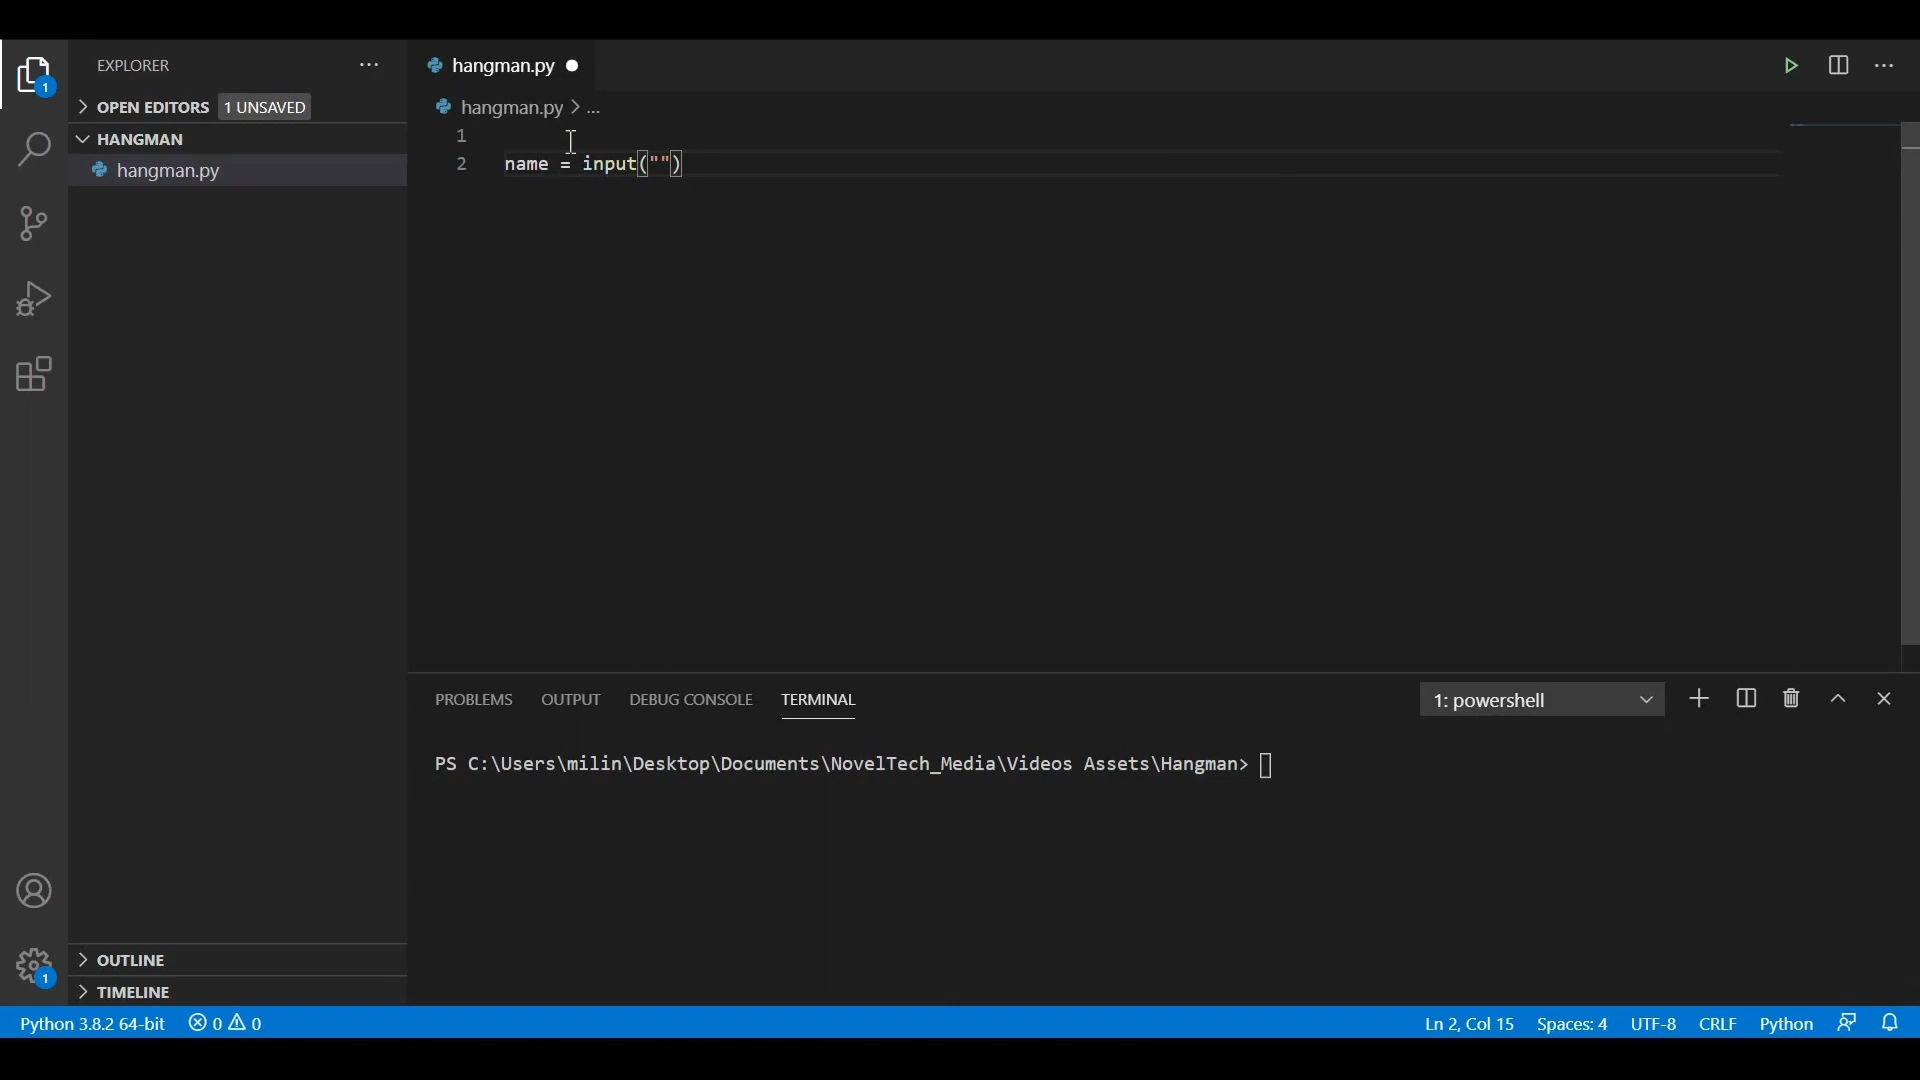 EXPLORER
OPEN EDITORS 1 UNSAVED
HANGMAN
hangman.py
OUTLINE
TIMELINE
hangman.py
hangman.py > ...
1
2 name = input("")
PROBLEMS OUTPUT DEBUG CONSOLE TERMINAL 1: powershell
PS C:\Users\milin\Desktop\Documents\NovelTech_Media\Videos Assets\Hangman>
1
1
Python 3.8.2 64-bit 0 0 Ln 2, Col 15 Spaces: 4 UTF-8 CRLF Python